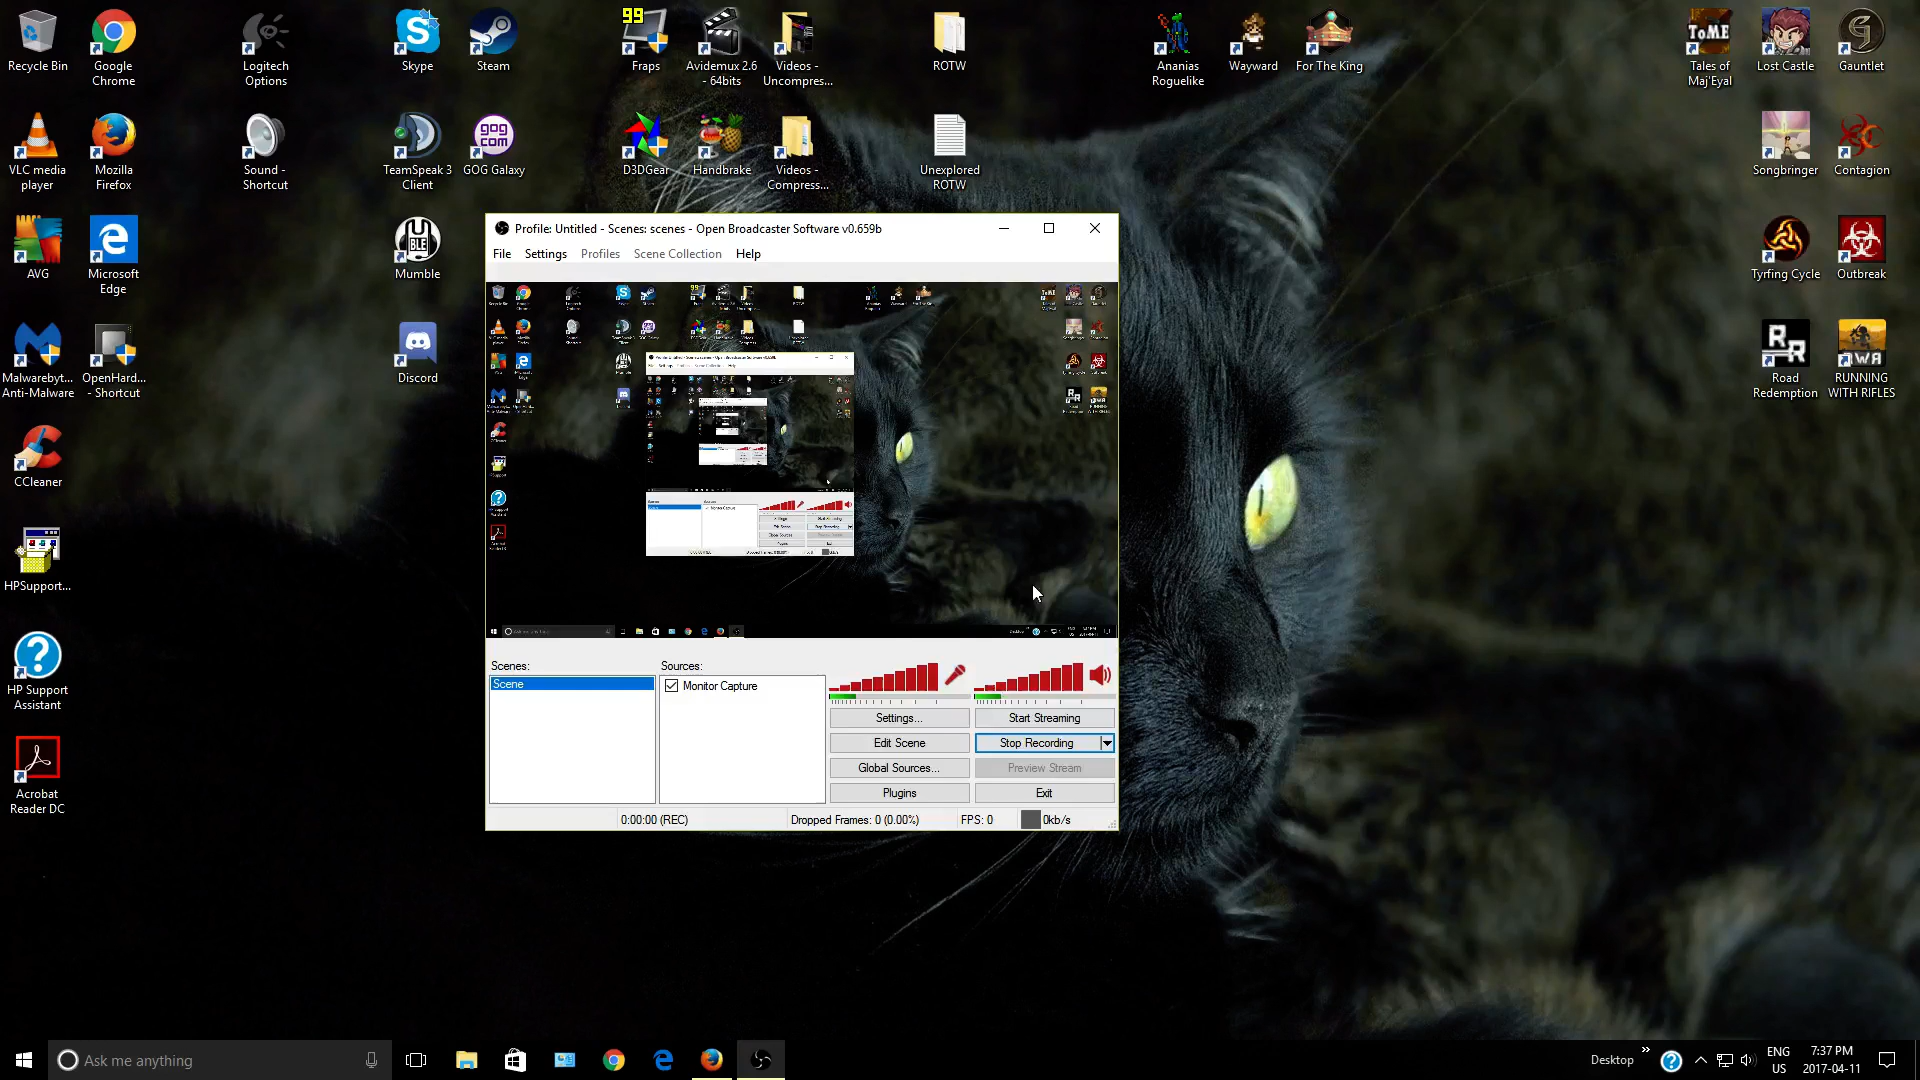 Recycle Bin
Google
Chrome
Logitech
Options
Skype
Steam
99
Fraps
Avidemux 2.6
- 64bits
Videos -
Uncompres...
ROTW
Ananias
Roguelike
Wayward
For The King
ToME
Tales of
Maj'Eyal
Lost Castle
Gauntlet
VLC media
player
Mozilla
Firefox
Sound -
Shortcut
TeamSpeak 3
Client
gog
com
GOG Galaxy
D3DGear
Handbrake
Videos -
Compress...
Unexplored
ROTW
Songbringer
Contagion
AVG
Microsoft
Edge
Mumble
Tyrfing Cycle
Outbreak
Malwarebyt...
Anti-Malware
OpenHard...
- Shortcut
Discord
Road
Redemption
RWR
RUNNING
WITH RIFLES
CCleaner
HPSupport...
HP Support
Assistant
Acrobat
Reader DC
Profile: Untitled - Scenes: scenes - Open Broadcaster Software v0.659b
File Settings Profiles Scene Collection Help
Scenes:
Scene
Sources:
Monitor Capture
Settings...
Start Streaming
Edit Scene
Stop Recording
Global Sources...
Preview Stream
Plugins
Exit
0:00:00 (REC)
Dropped Frames: 0 (0.00%)
FPS: 0
0kb/s
Ask me anything
Desktop
ENG
US
7:37 PM
2017-04-11